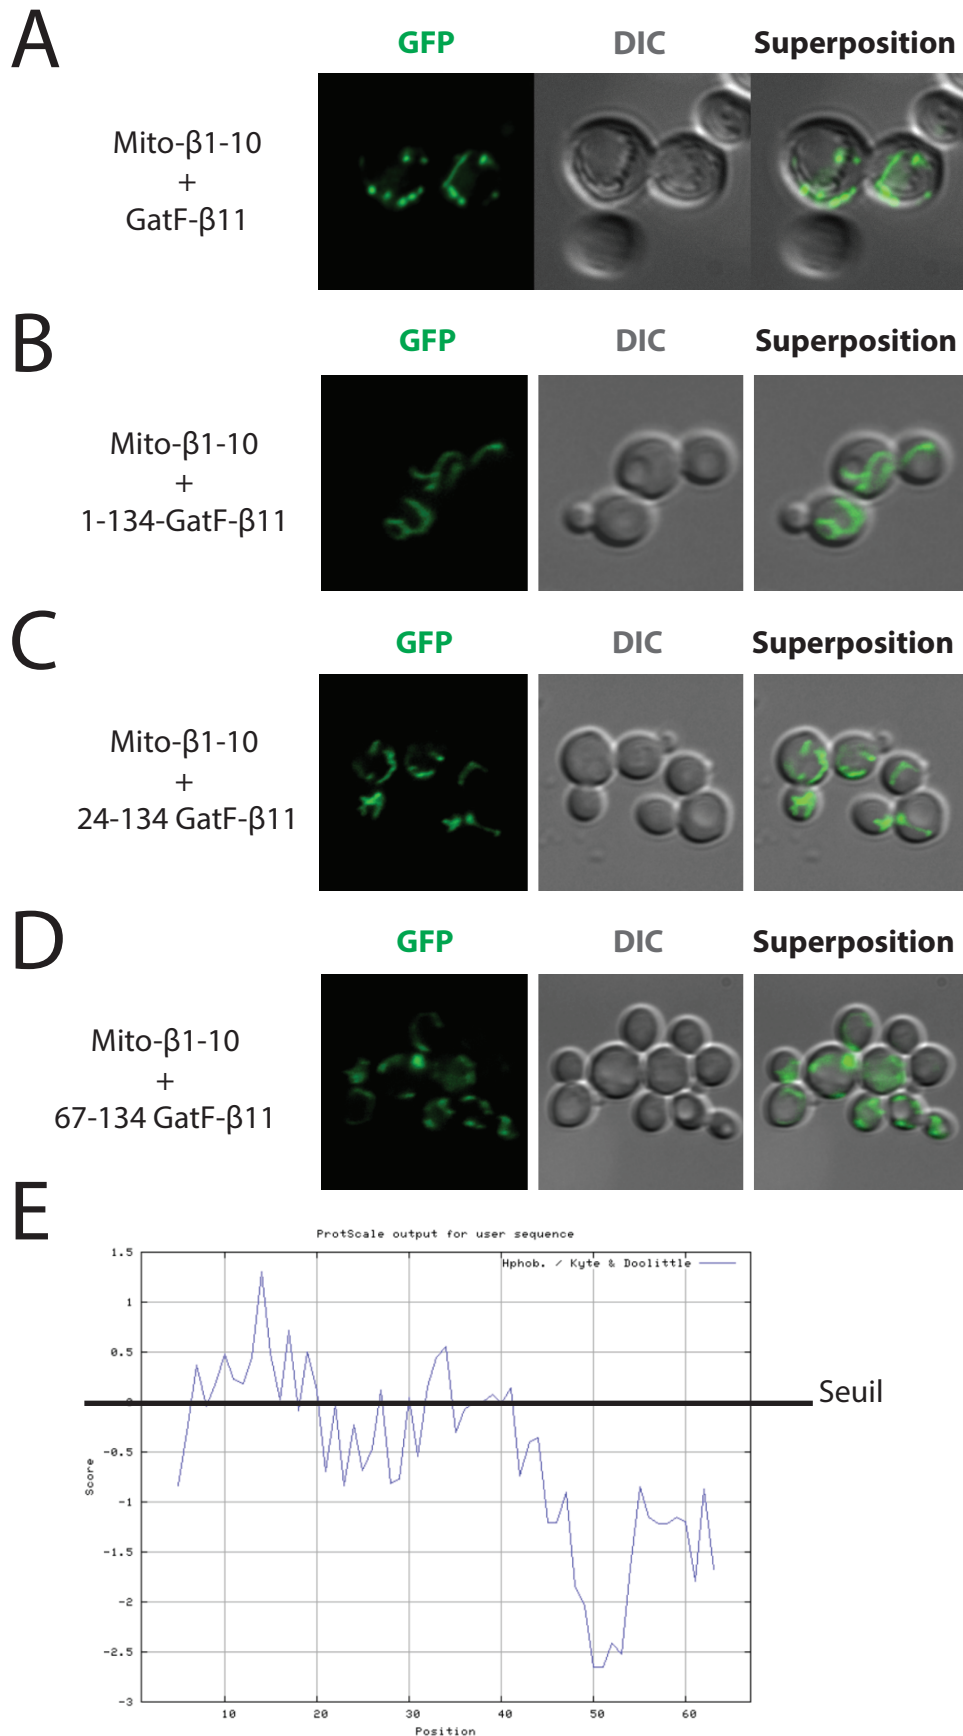 A
GFP DIC Superposition
Mito-β1-10
+
GatF-β11
B
GFP DIC Superposition
Mito-β1-10
+
1-134-GatF-β11
C
GFP DIC Superposition
Mito-β1-10
+
24-134 GatF-β11
D
GFP DIC Superposition
Mito-β1-10
+
67-134 GatF-β11
E
ProtScale output for user sequence
Hphob. / Kyte & Doolittle
1.5
1
0.5
0
-0.5
-1
-1.5
-2
-2.5
-3
Seuil
Score
10 20 30 40 50 60
Position